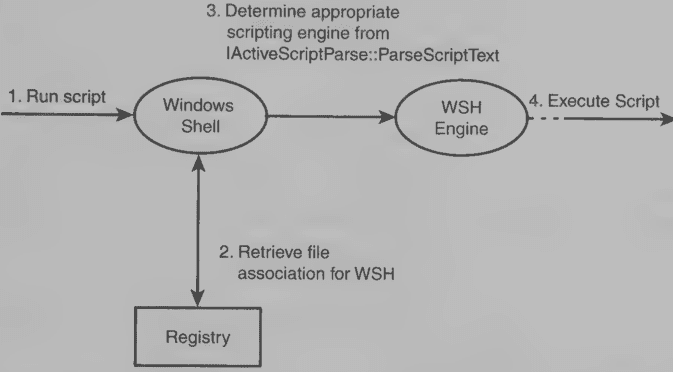 3. Determine appropriate
scripting engine from
IActiveScriptParse::ParseScriptText
1. Run script
Windows
Shell
WSH
Engine
4. Execute Script
2. Retrieve file
association for WSH
Registry